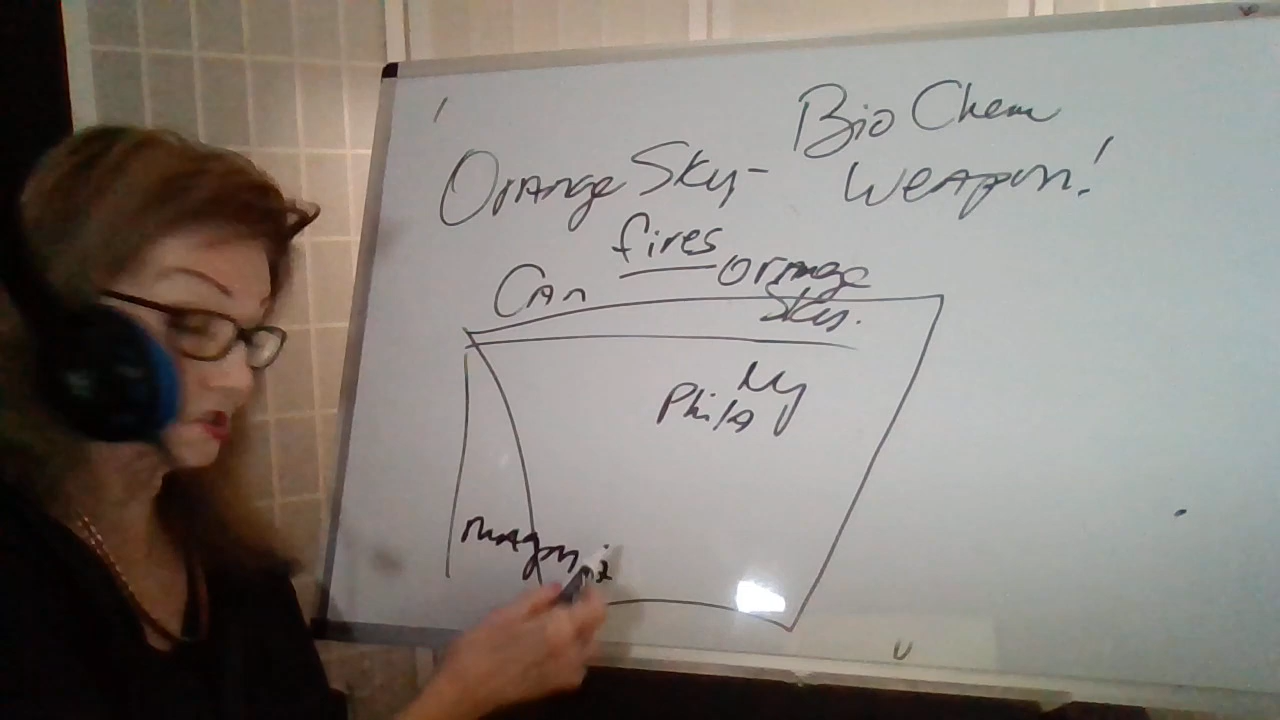 Bio Chem
Orange Sky- Weapon!
fires
Can Orange
Sky.
Ny
Phila